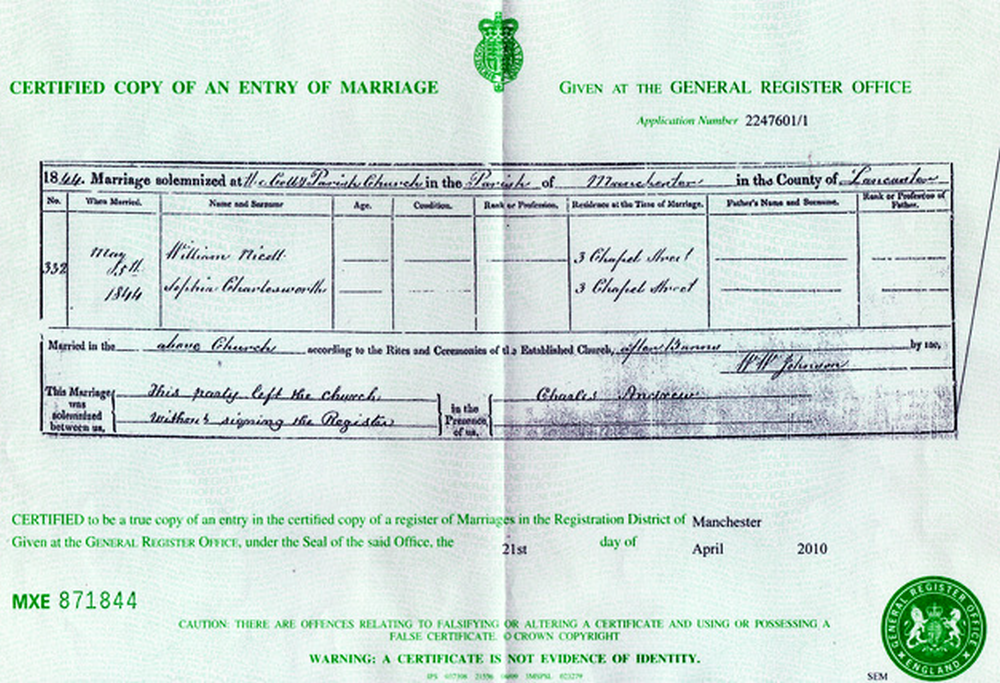 CERTIFIED COPY OF AN ENTRY OF MARRIAGE
GIVEN AT THE GENERAL REGISTER OFFICE
Application Number 2247601/1
1844. Marriage solemnized at Parish Church in the Parish of Manchester in the County of Lancaster
No. When Married. Name and Surname Age. Condition. Rank or Profession. Residence at the Time of Marriage. Father's Name and Surname. Rank or Profession of Father.
332 May 15th 1844 William 3 Chapel Street
Sophia Charlesworth 3 Chapel Street
Married in the above Church according to the Rites and Ceremonies of the Established Church, after Banns by me,
W W Johnson
This Marriage was solemnized between us, This party left the church without signing the Register in the Presence of us, Charles Andrew
CERTIFIED to be a true copy of an entry in the certified copy of a register of Marriages in the Registration District of Manchester
Given at the GENERAL REGISTER OFFICE, under the Seal of the said Office, the 21st day of April 2010
MXE 871844
CAUTION: THERE ARE OFFENCES RELATING TO FALSIFYING OR ALTERING A CERTIFICATE AND USING OR POSSESSING A
FALSE CERTIFICATE. © CROWN COPYRIGHT
WARNING: A CERTIFICATE IS NOT EVIDENCE OF IDENTITY.
GENERAL REGISTER OFFICE
ENGLAND
SEM